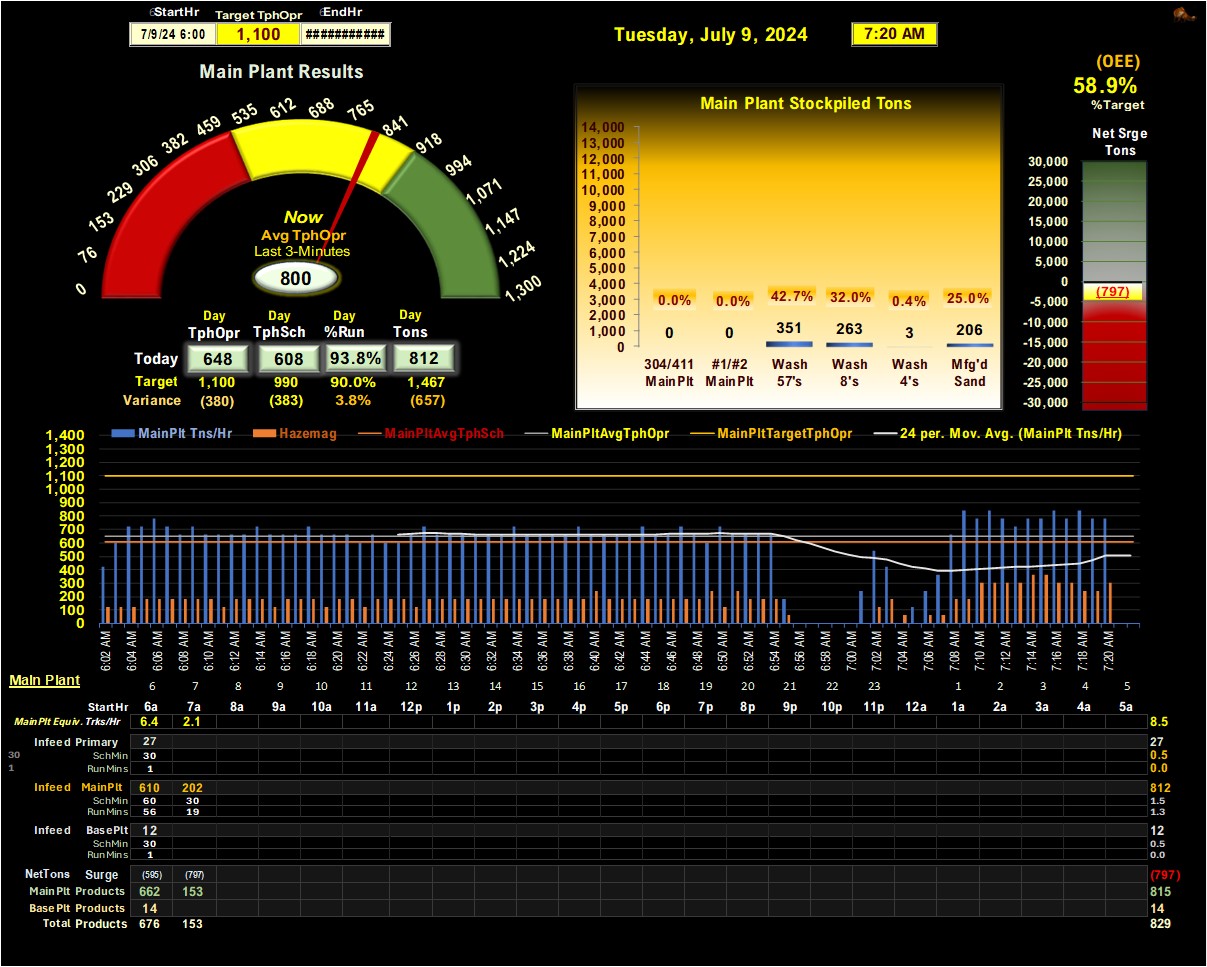 StartHr Target TphOpr EndHr
7/9/24 6:00 1,100 ###########
Tuesday, July 9, 2024 7:20 AM
(OEE)
58.9%
%Target
Main Plant Results
0 76 153 229 306 382 459 535 612 688 765 841 918 994 1,071 1,147 1,224 1,300
Now
Avg TphOpr
Last 3-Minutes
800
Day Day Day Day
TphOpr TphSch %Run Tons
Today 648 608 93.8% 812
Target 1,100 990 90.0% 1,467
Variance (380) (383) 3.8% (657)
Main Plant Stockpiled Tons
14,000
13,000
12,000
11,000
10,000
9,000
8,000
7,000
6,000
5,000
4,000
3,000
2,000
1,000
0
0.0% 0.0% 42.7% 32.0% 0.4% 25.0%
0 0 351 263 3 206
304/411 #1/#2 Wash Wash Wash Mfg'd
MainPlt MainPlt 57's 8's 4's Sand
Net Srge
Tons
30,000
25,000
20,000
15,000
10,000
5,000
0
(797)
-5,000
-10,000
-15,000
-20,000
-25,000
-30,000
MainPlt Tns/Hr Hazemag MainPltAvgTphSch MainPltAvgTphOpr MainPltTargetTphOpr 24 per. Mov. Avg. (MainPlt Tns/Hr)
1,400
1,300
1,200
1,100
1,000
900
800
700
600
500
400
300
200
100
0
6:02 AM 6:04 AM 6:06 AM 6:08 AM 6:10 AM 6:12 AM 6:14 AM 6:16 AM 6:18 AM 6:20 AM 6:22 AM 6:24 AM 6:26 AM 6:28 AM 6:30 AM 6:32 AM 6:34 AM 6:36 AM 6:38 AM 6:40 AM 6:42 AM 6:44 AM 6:46 AM 6:48 AM 6:50 AM 6:52 AM 6:54 AM 6:56 AM 6:58 AM 7:00 AM 7:02 AM 7:04 AM 7:06 AM 7:08 AM 7:10 AM 7:12 AM 7:14 AM 7:16 AM 7:18 AM 7:20 AM
Main Plant
6 7 8 9 10 11 12 13 14 15 16 17 18 19 20 21 22 23 1 2 3 4 5
StartHr 6a 7a 8a 9a 10a 11a 12p 1p 2p 3p 4p 5p 6p 7p 8p 9p 10p 11p 12a 1a 2a 3a 4a 5a
MainPlt Equiv. Trks/Hr 6.4 2.1 8.5
Infeed Primary 27 27
30 SchMin 30 0.5
1 RunMins 1 0.0
Infeed MainPlt 610 202 812
SchMin 60 30 1.5
RunMins 56 19 1.3
Infeed BasePlt 12 12
SchMin 30 0.5
RunMins 1 0.0
NetTons Surge (595) (797) (797)
MainPlt Products 662 153 815
BasePlt Products 14 14
Total Products 676 153 829